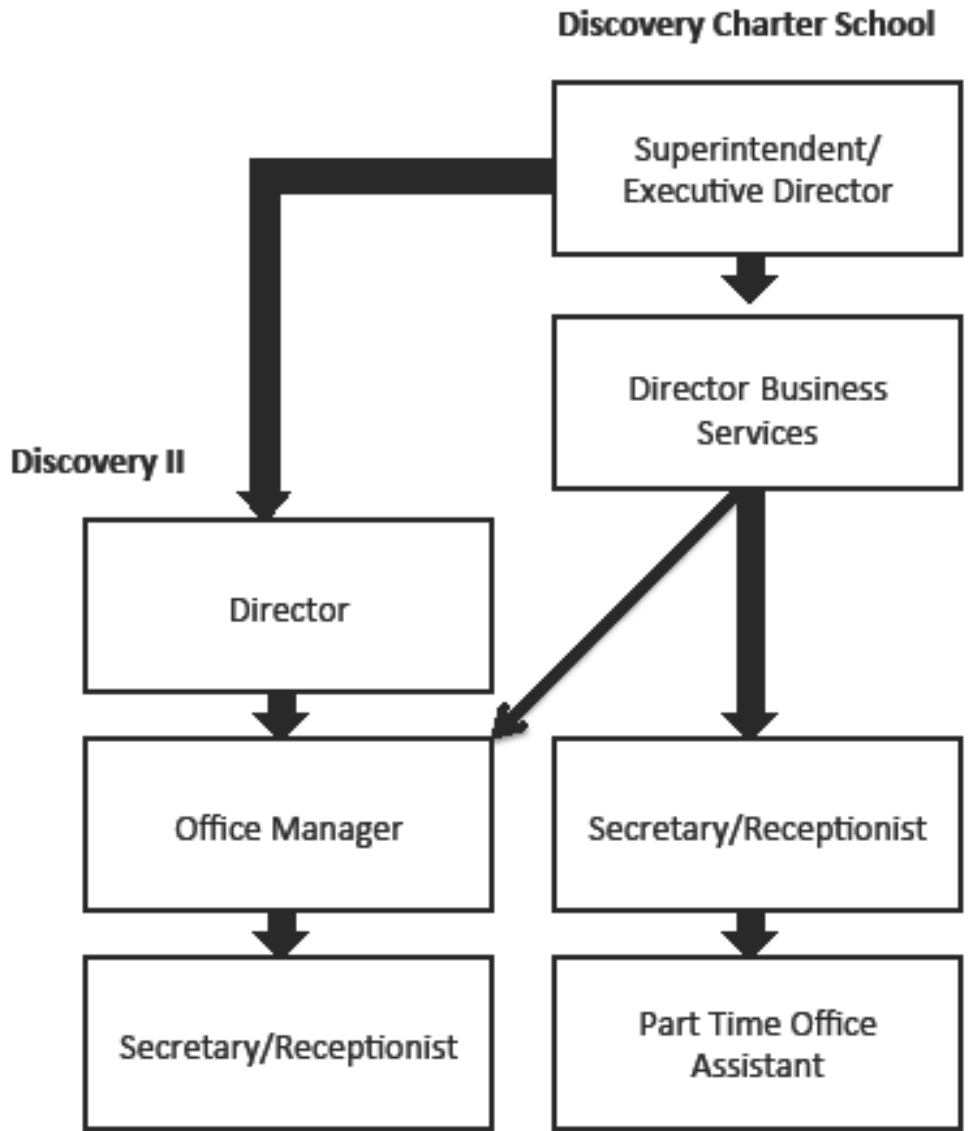 Discovery Charter School
Superintendent/
Executive Director
Director Business
Services
Discovery II
Director
Office Manager
Secretary/Receptionist
Secretary/Receptionist
Part Time Office
Assistant